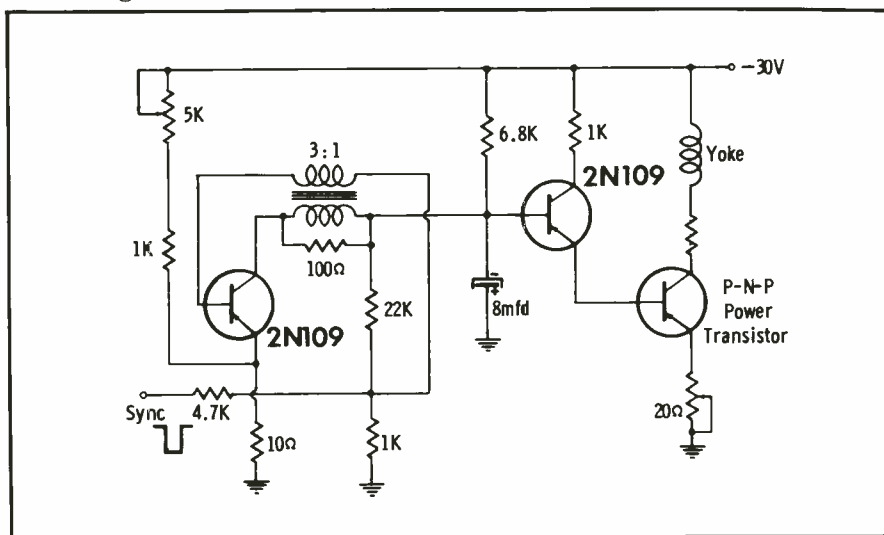 -30V
5K
3:1
6.8K
1K
2N109
Yoke
1K
100Ω
2N109
22K
8mfd
P-N-P
Power
Transistor
Sync
4.7K
10Ω
1K
20Ω